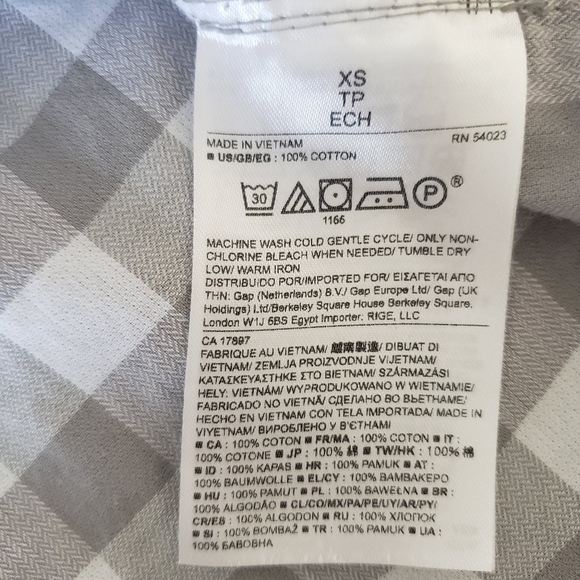 XS
TP
ECH
MADE IN VIETNAM RN 54023
■ US/GB/EG : 100% COTTON
30 P ®
1166
MACHINE WASH COLD GENTLE CYCLE/ ONLY NON-
CHLORINE BLEACH WHEN NEEDED/ TUMBLE DRY
LOW/ WARM IRON
DISTRIBUIDO POR/IMPORTED FOR/ ΕΙΣΑΓΕΤΑΙ ΑΠΟ
ΤΗΝ: Gap (Netherlands) B.V./ Gap Europe Ltd/ Gap (UK
Holdings) Ltd/Berkeley Square House Berkeley Square,
London W1J 6BS Egypt Importer: RIGE, LLC
CA 17897
FABRIQUE AU VIETNAM/ 越南製造/ DIBUAT DI
VIETNAM/ ZEMLJA PROIZVODNJE VIJETNAM/
ΚΑΤΑΣΚΕΥΑΣΤΗΚΕ ΣΤΟ ΒΙΕΤΝΑΜ/ SZÁRMAZÁSI
HELY: VIETNÁM/ WYPRODUKOWANO W WIETNAMIE/
FABRICADO NO VIETNÃ/ СДЕЛАНО ВО ВЬЕТНАМЕ/
HECHO EN VIETNAM CON TELA IMPORTADA/ MADE IN
VIYETNAM/ ВИРОБЛЕНО У В'ЄТНАМІ
■ CA : 100% COTON ■ FR/MA : 100% COTON ■ IT :
100% COTONE ■ JP : 100% 綿 ■ TW/HK : 100% 棉
■ ID : 100% KAPAS ■ HR : 100% PAMUK ■ AT :
100% BAUMWOLLE ■ EL/CY : 100% ΒΑΜΒΑΚΕΡΟ
■ HU : 100% PAMUT ■ PL : 100% BAWEŁNA ■ BR :
100% ALGODÃO ■ CL/CO/MX/PA/PE/UY/AR/PY/
CR/ES : 100% ALGODON ■ RU : 100% ХЛОПОК
■ SI : 100% BOMBAŽ ■ TR : 100% PAMUK ■ UA :
100% БАВОВНА